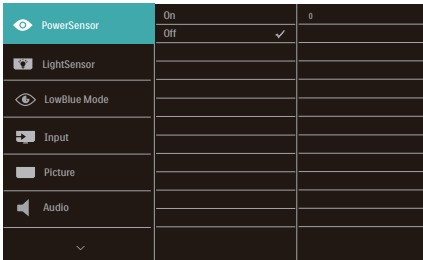 PowerSensor
LightSensor
LowBlue Mode
Input
Picture
Audio
On
Off
0